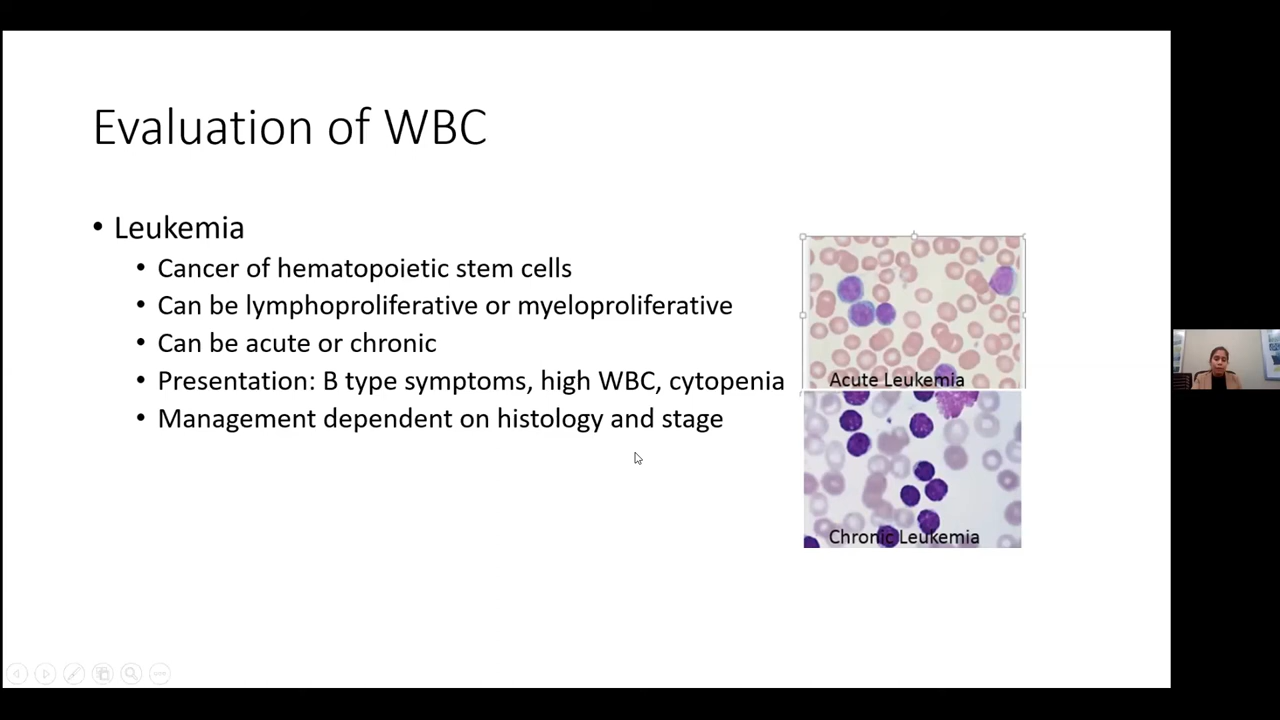 Evaluation of WBC
• Leukemia
• Cancer of hematopoietic stem cells
• Can be lymphoproliferative or myeloproliferative
• Can be acute or chronic
• Presentation: B type symptoms, high WBC, cytopenia
• Management dependent on histology and stage
Acute Leukemia
Chronic Leukemia